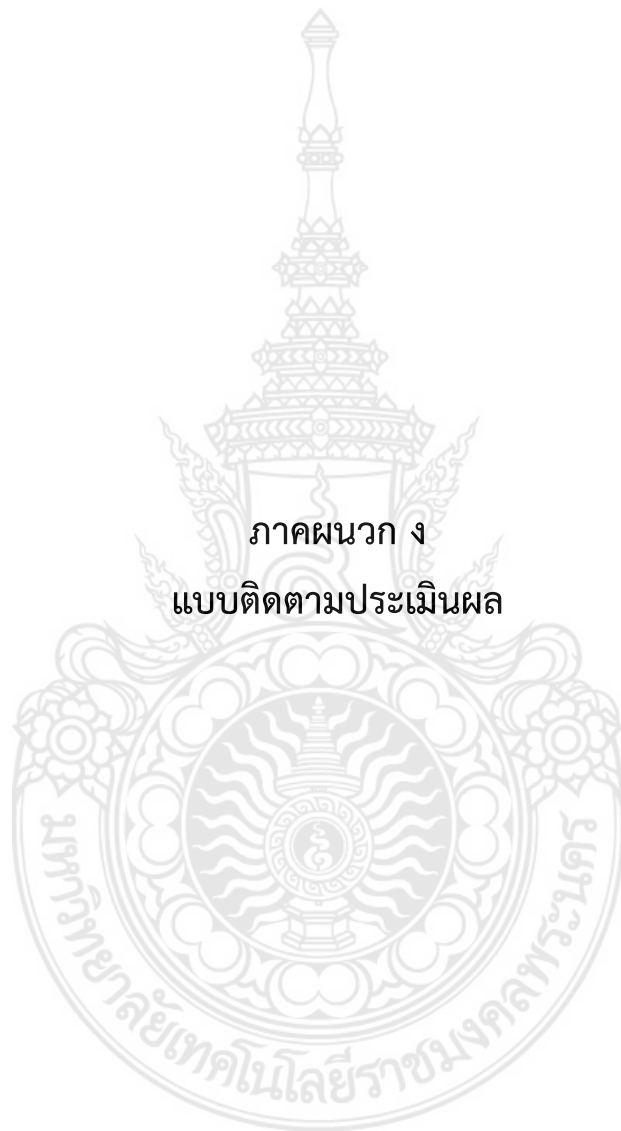 ภาคผนวก ง
แบบติดตามประเมินผล
มหาวิทยาลัยเทคโนโลยีราชมงคลพระนคร